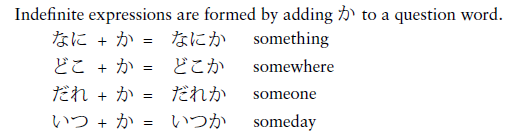 Indefinite expressions are formed by adding か to a question word.
なに + か = なにか something
どこ + か = どこか somewhere
だれ + か = だれか someone
いつ + か = いつか someday